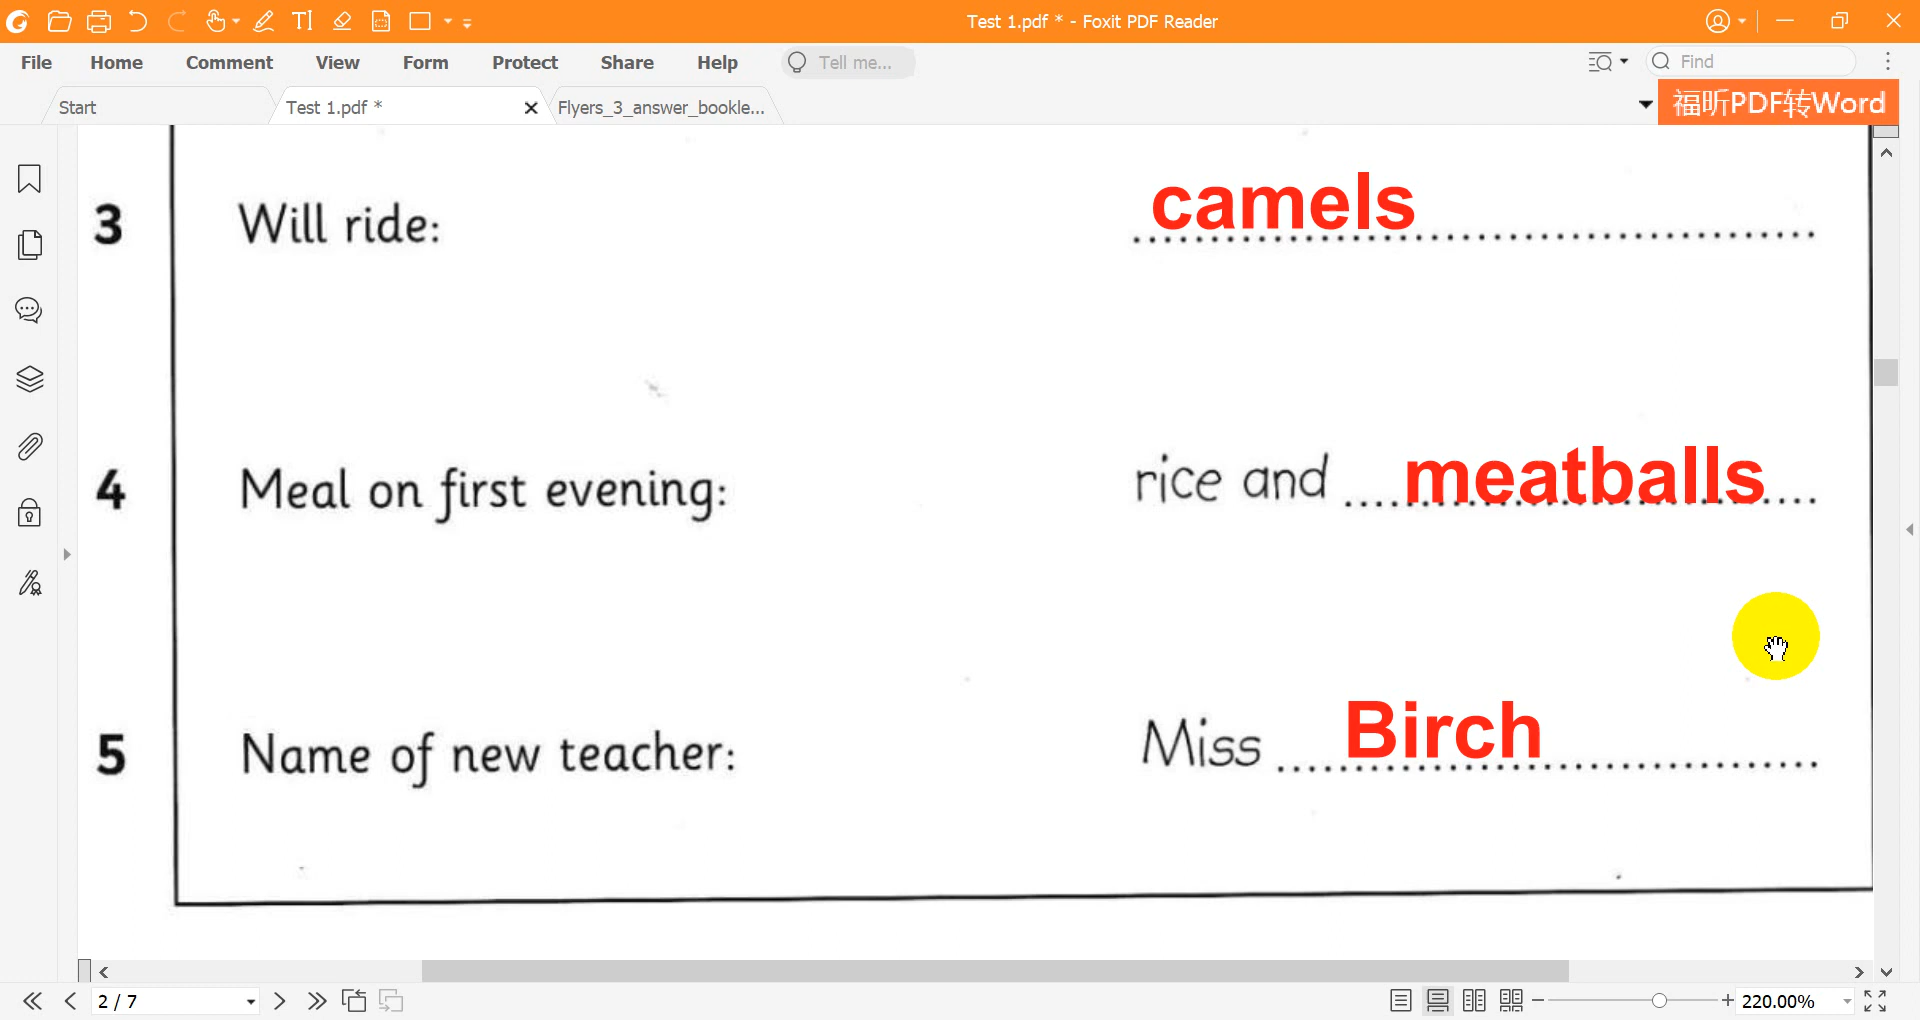 Test 1.pdf * - Foxit PDF Reader
File Home Comment View Form Protect Share Help Tell me... Find
Start Test 1.pdf * Flyers_3_answer_bookle... 福昕PDF转Word
3 Will ride: camels
4 Meal on first evening: rice and meatballs
5 Name of new teacher: Miss Birch
2 / 7 220.00%